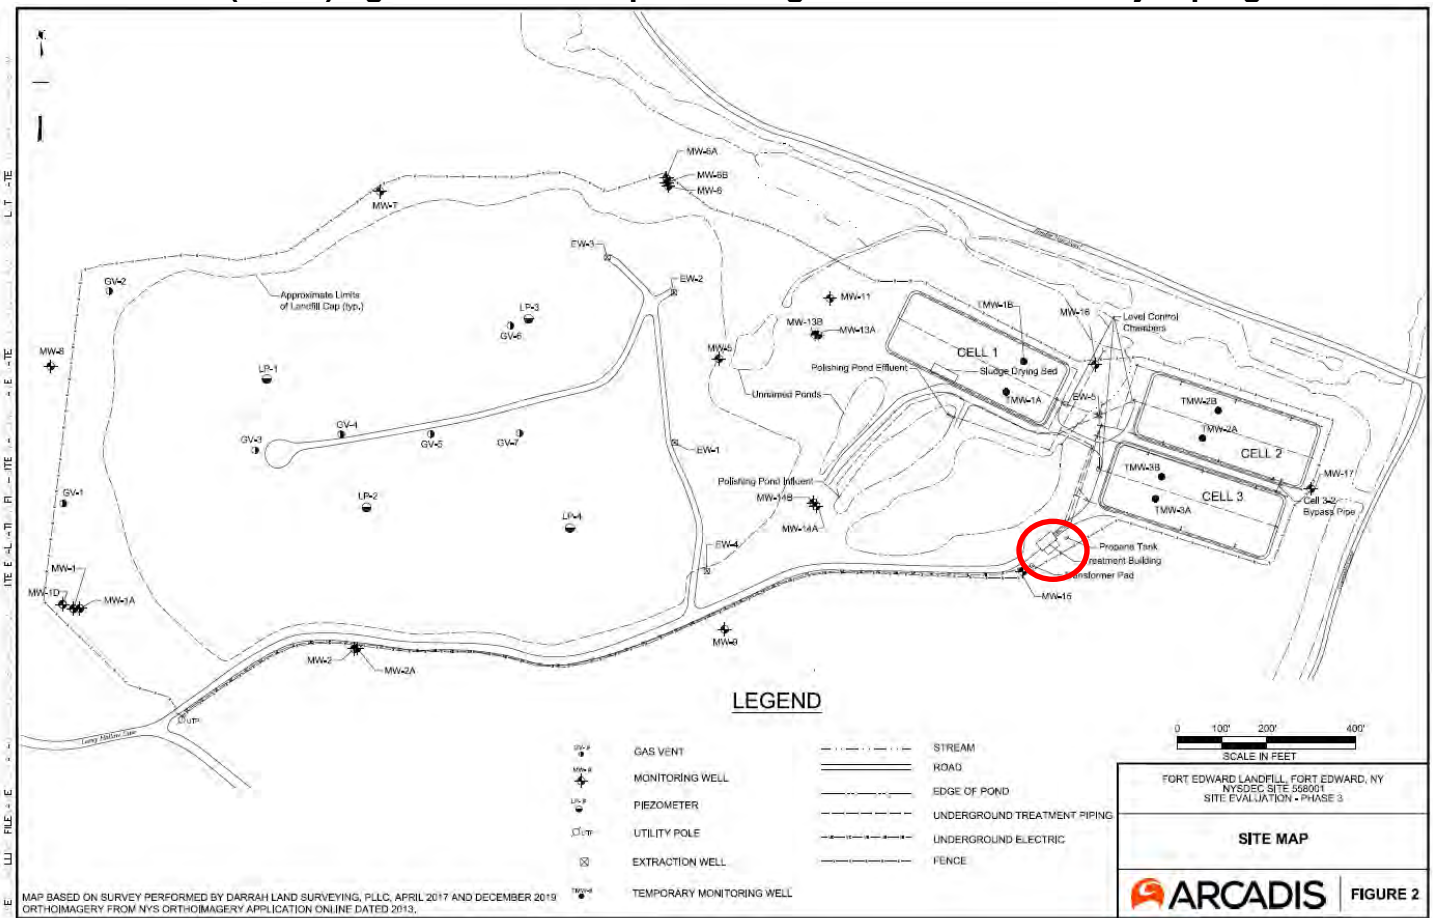 MW-6A
MW-6B
MW-6
MW-7
EW-3
EW-2
GV-2
Approximate Limits
of Landfill Cap (typ.)
LP-3
GV-6
MW-11
TMW-1B
MW-16
Level Control
Chambers
MW-13B
MW-13A
MW-8
MW-5
CELL 1
Polishing Pond Effluent
Sludge Drying Bed
LP-1
Unnamed Ponds
TMW-1A
EW-5
TMW-2B
GV-4
GV-3
GV-5
GV-7
TMW-2A
EW-1
CELL 2
TMW-3B
MW-17
Polishing Pond Influent
GV-1
LP-2
MW-14B
CELL 3
TMW-3A
Cell 3-2
Bypass Pipe
LP-4
MW-14A
EW-4
Propane Tank
Treatment Building
Transformer Pad
MW-1
MW-1D
MW-1A
MW-15
MW-9
MW-2
MW-2A
UTP
LEGEND
GAS VENT
MONITORING WELL
PIEZOMETER
UTP
UTILITY POLE
EXTRACTION WELL
TEMPORARY MONITORING WELL
STREAM
ROAD
EDGE OF POND
UNDERGROUND TREATMENT PIPING
UNDERGROUND ELECTRIC
FENCE
0 100' 200' 400'
SCALE IN FEET
FORT EDWARD LANDFILL, FORT EDWARD, NY
NYSDEC SITE 558001
SITE EVALUATION - PHASE 3
SITE MAP
ARCADIS
FIGURE 2
MAP BASED ON SURVEY PERFORMED BY DARRAH LAND SURVEYING, PLLC, APRIL 2017 AND DECEMBER 2019
ORTHOIMAGERY FROM NYS ORTHOIMAGERY APPLICATION ONLINE DATED 2013.